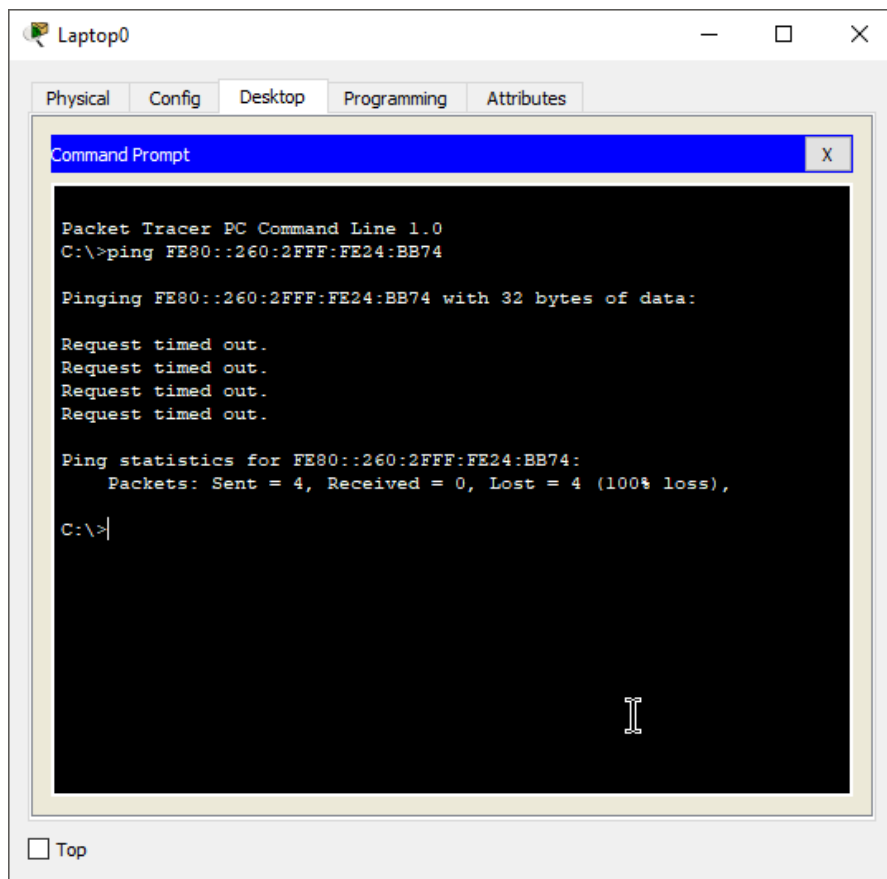 Laptop0
Physical Config Desktop Programming Attributes
Command Prompt X
Packet Tracer PC Command Line 1.0
C:\>ping FE80::260:2FFF:FE24:BB74
Pinging FE80::260:2FFF:FE24:BB74 with 32 bytes of data:
Request timed out.
Request timed out.
Request timed out.
Request timed out.
Ping statistics for FE80::260:2FFF:FE24:BB74:
Packets: Sent = 4, Received = 0, Lost = 4 (100% loss),
C:\>
Top